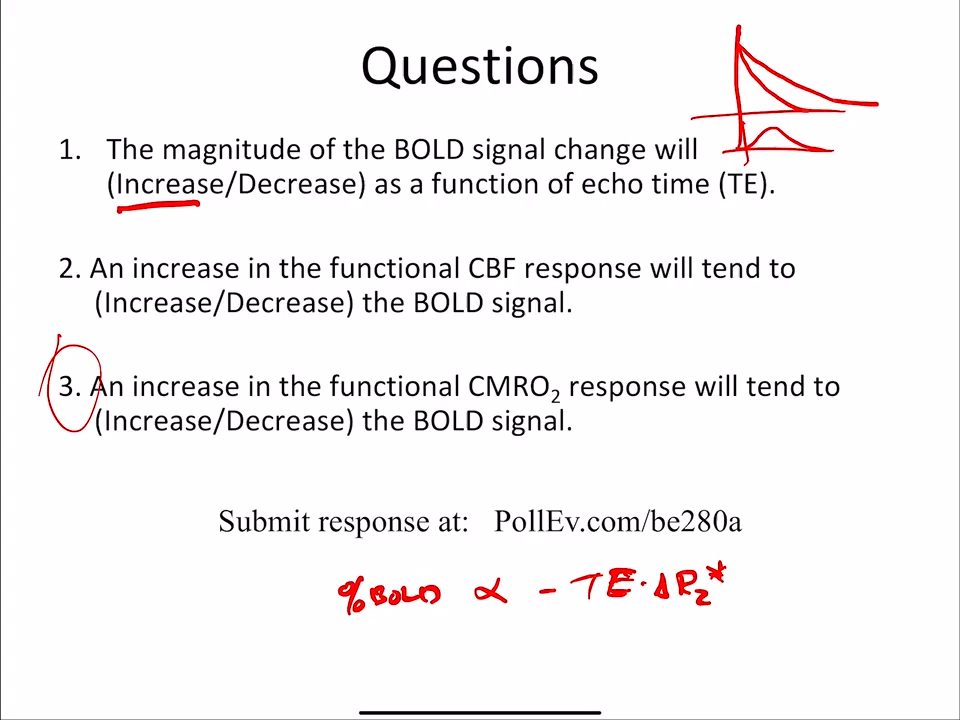 Questions
1. The magnitude of the BOLD signal change will
(Increase/Decrease) as a function of echo time (TE).
2. An increase in the functional CBF response will tend to
(Increase/Decrease) the BOLD signal.
3. An increase in the functional CMRO₂ response will tend to
(Increase/Decrease) the BOLD signal.
Submit response at: PollEv.com/be280a
%BOLD ∝ - TE·ΔR₂*